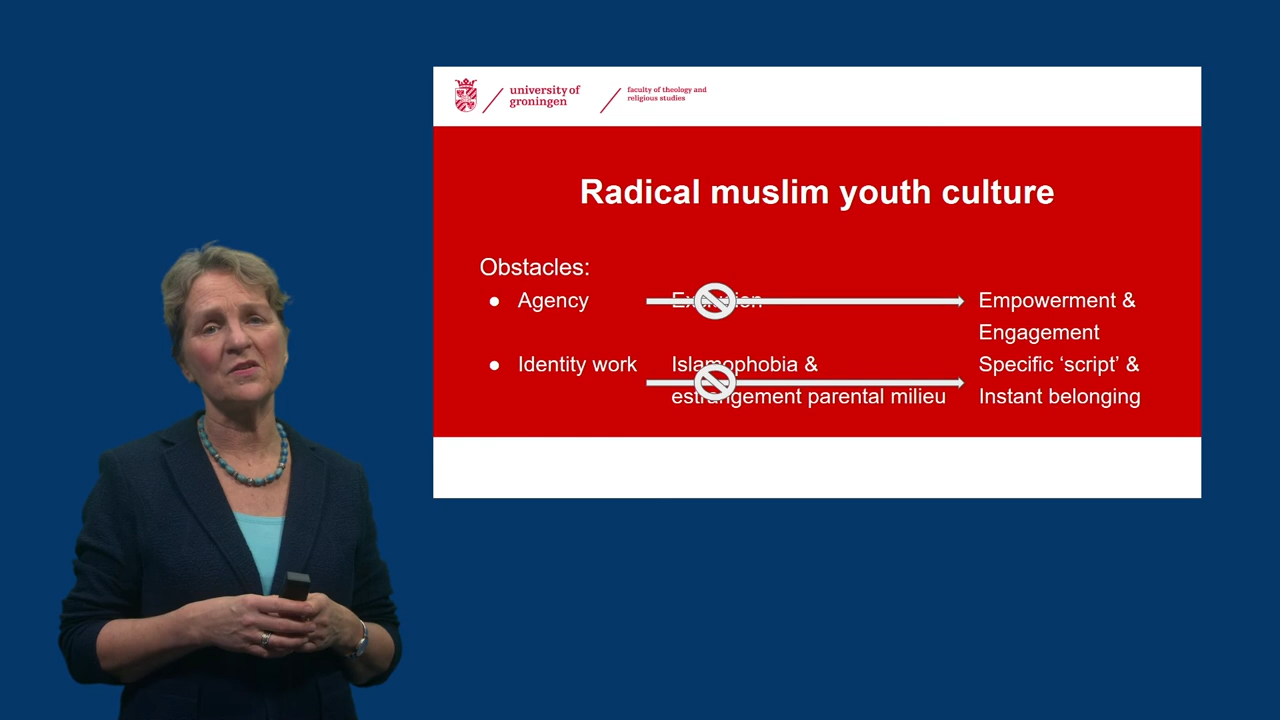 university of
groningen
faculty of theology and
religious studies
Radical muslim youth culture
Obstacles:
● Agency Empowerment &
Engagement
● Identity work Islamophobia & Specific ‘script’ &
estrangement parental milieu Instant belonging